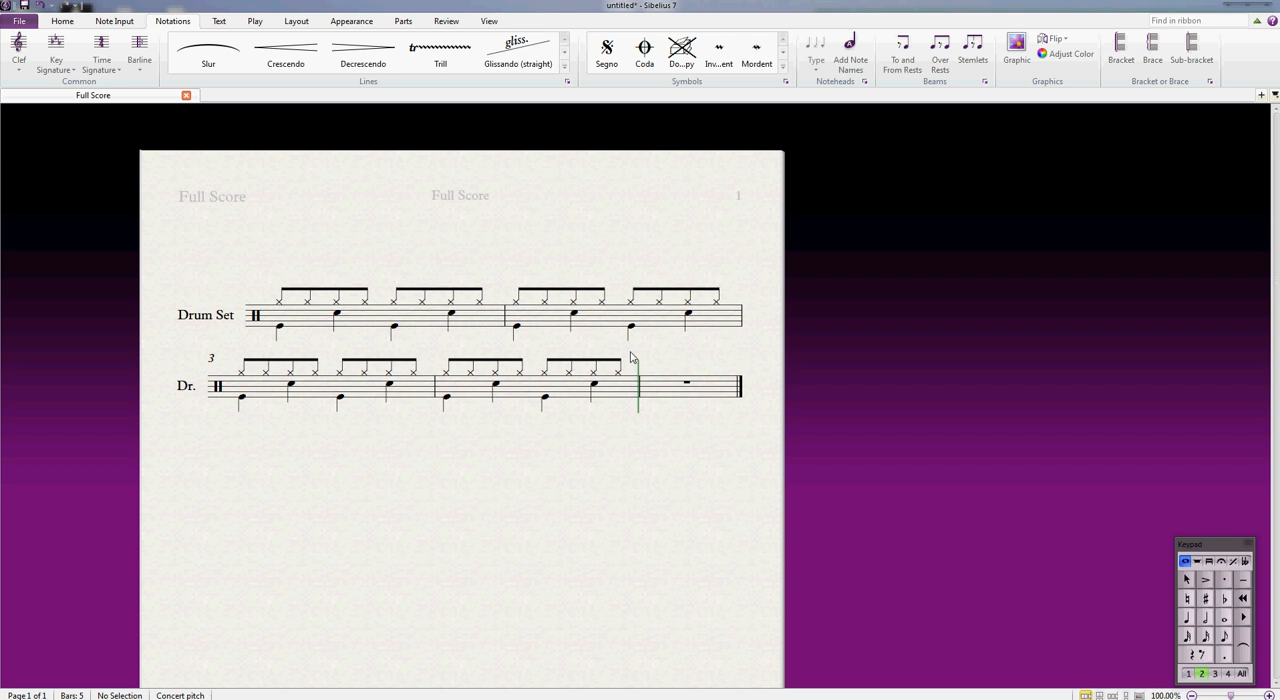 untitled* - Sibelius 7
File Home Note Input Notations Text Play Layout Appearance Parts Review View Find in ribbon
gliss.
tr
Clef Key Signature Time Signature Barline Slur Crescendo Decrescendo Trill Glissando (straight) Segno Coda Do...py Inv...ent Mordent Type Add Note Names To and From Rests Over Rests Stemlets Graphic Flip Adjust Color Bracket Brace Sub-bracket
Common Lines Symbols Noteheads Beams Graphics Bracket or Brace
Full Score
Full Score Full Score 1
Drum Set
3
Dr.
Keypad
1 2 3 4 All
Page 1 of 1 Bars: 5 No Selection Concert pitch 100.00%